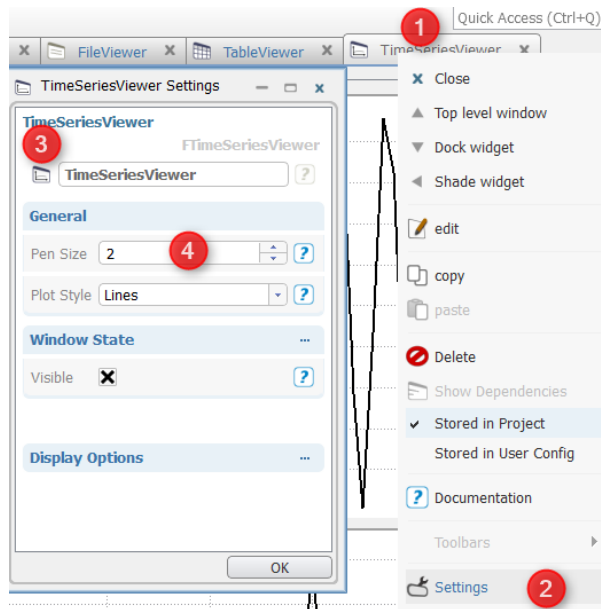 Quick Access (Ctrl+Q)
1
FileViewer
TableViewer
TimeSeriesViewer
TimeSeriesViewer Settings
TimeSeriesViewer
FTimeSeriesViewer
3
TimeSeriesViewer
?
General
Pen Size
2
4
?
Plot Style
Lines
?
Window State
...
Visible
?
Display Options
...
OK
Close
Top level window
Dock widget
Shade widget
edit
copy
paste
Delete
Show Dependencies
Stored in Project
Stored in User Config
? Documentation
Toolbars
Settings
2